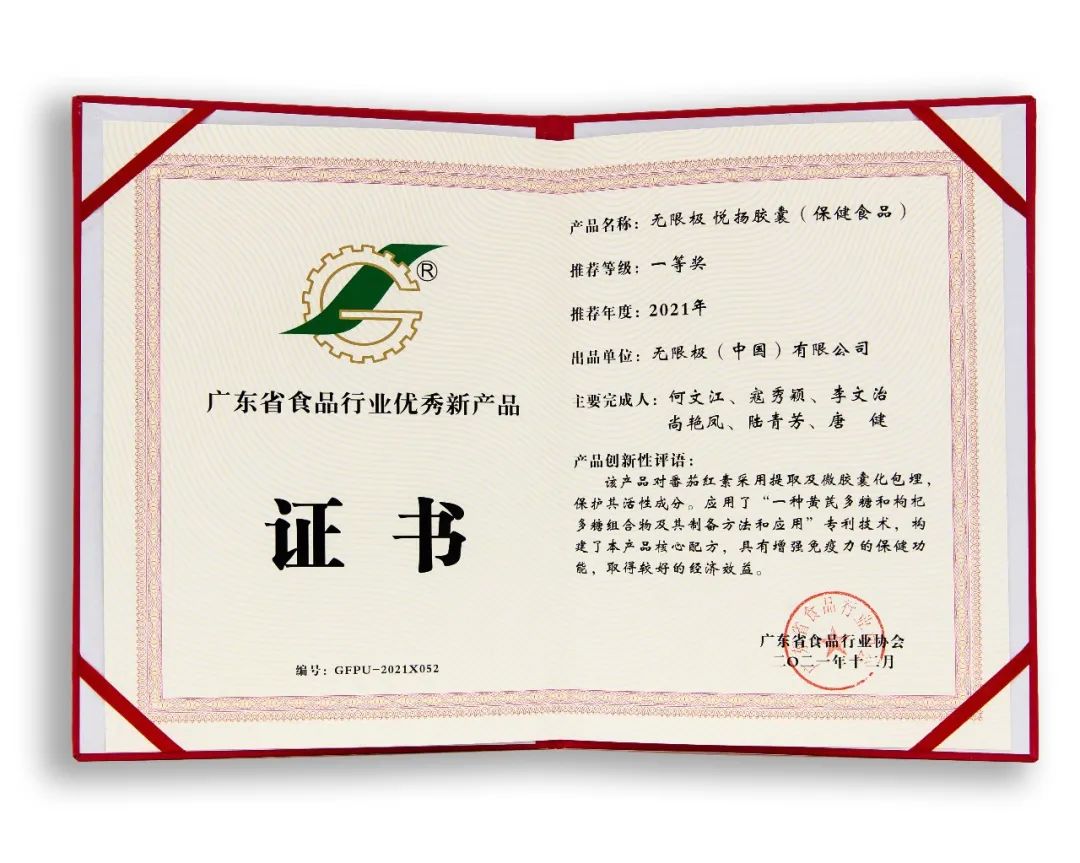 ®
广东省食品行业优秀新产品
证 书
编号：GFPU-2021X052
产品名称：无限极 悦扬胶囊（保健食品）
推荐等级：一等奖
推荐年度：2021年
出品单位：无限极（中国）有限公司
主要完成人：何文江、寇秀颖、李文治
尚艳凤、陆青芳、唐 健
产品创新性评语：
该产品对番茄红素采用提取及微胶囊化包埋，
保护其活性成分。应用了“一种黄芪多糖和枸杞
多糖组合物及其制备方法和应用”专利技术，构
建了本产品核心配方，具有增强免疫力的保健功
能，取得较好的经济效益。
广东省食品行业协会
二〇二一年十二月